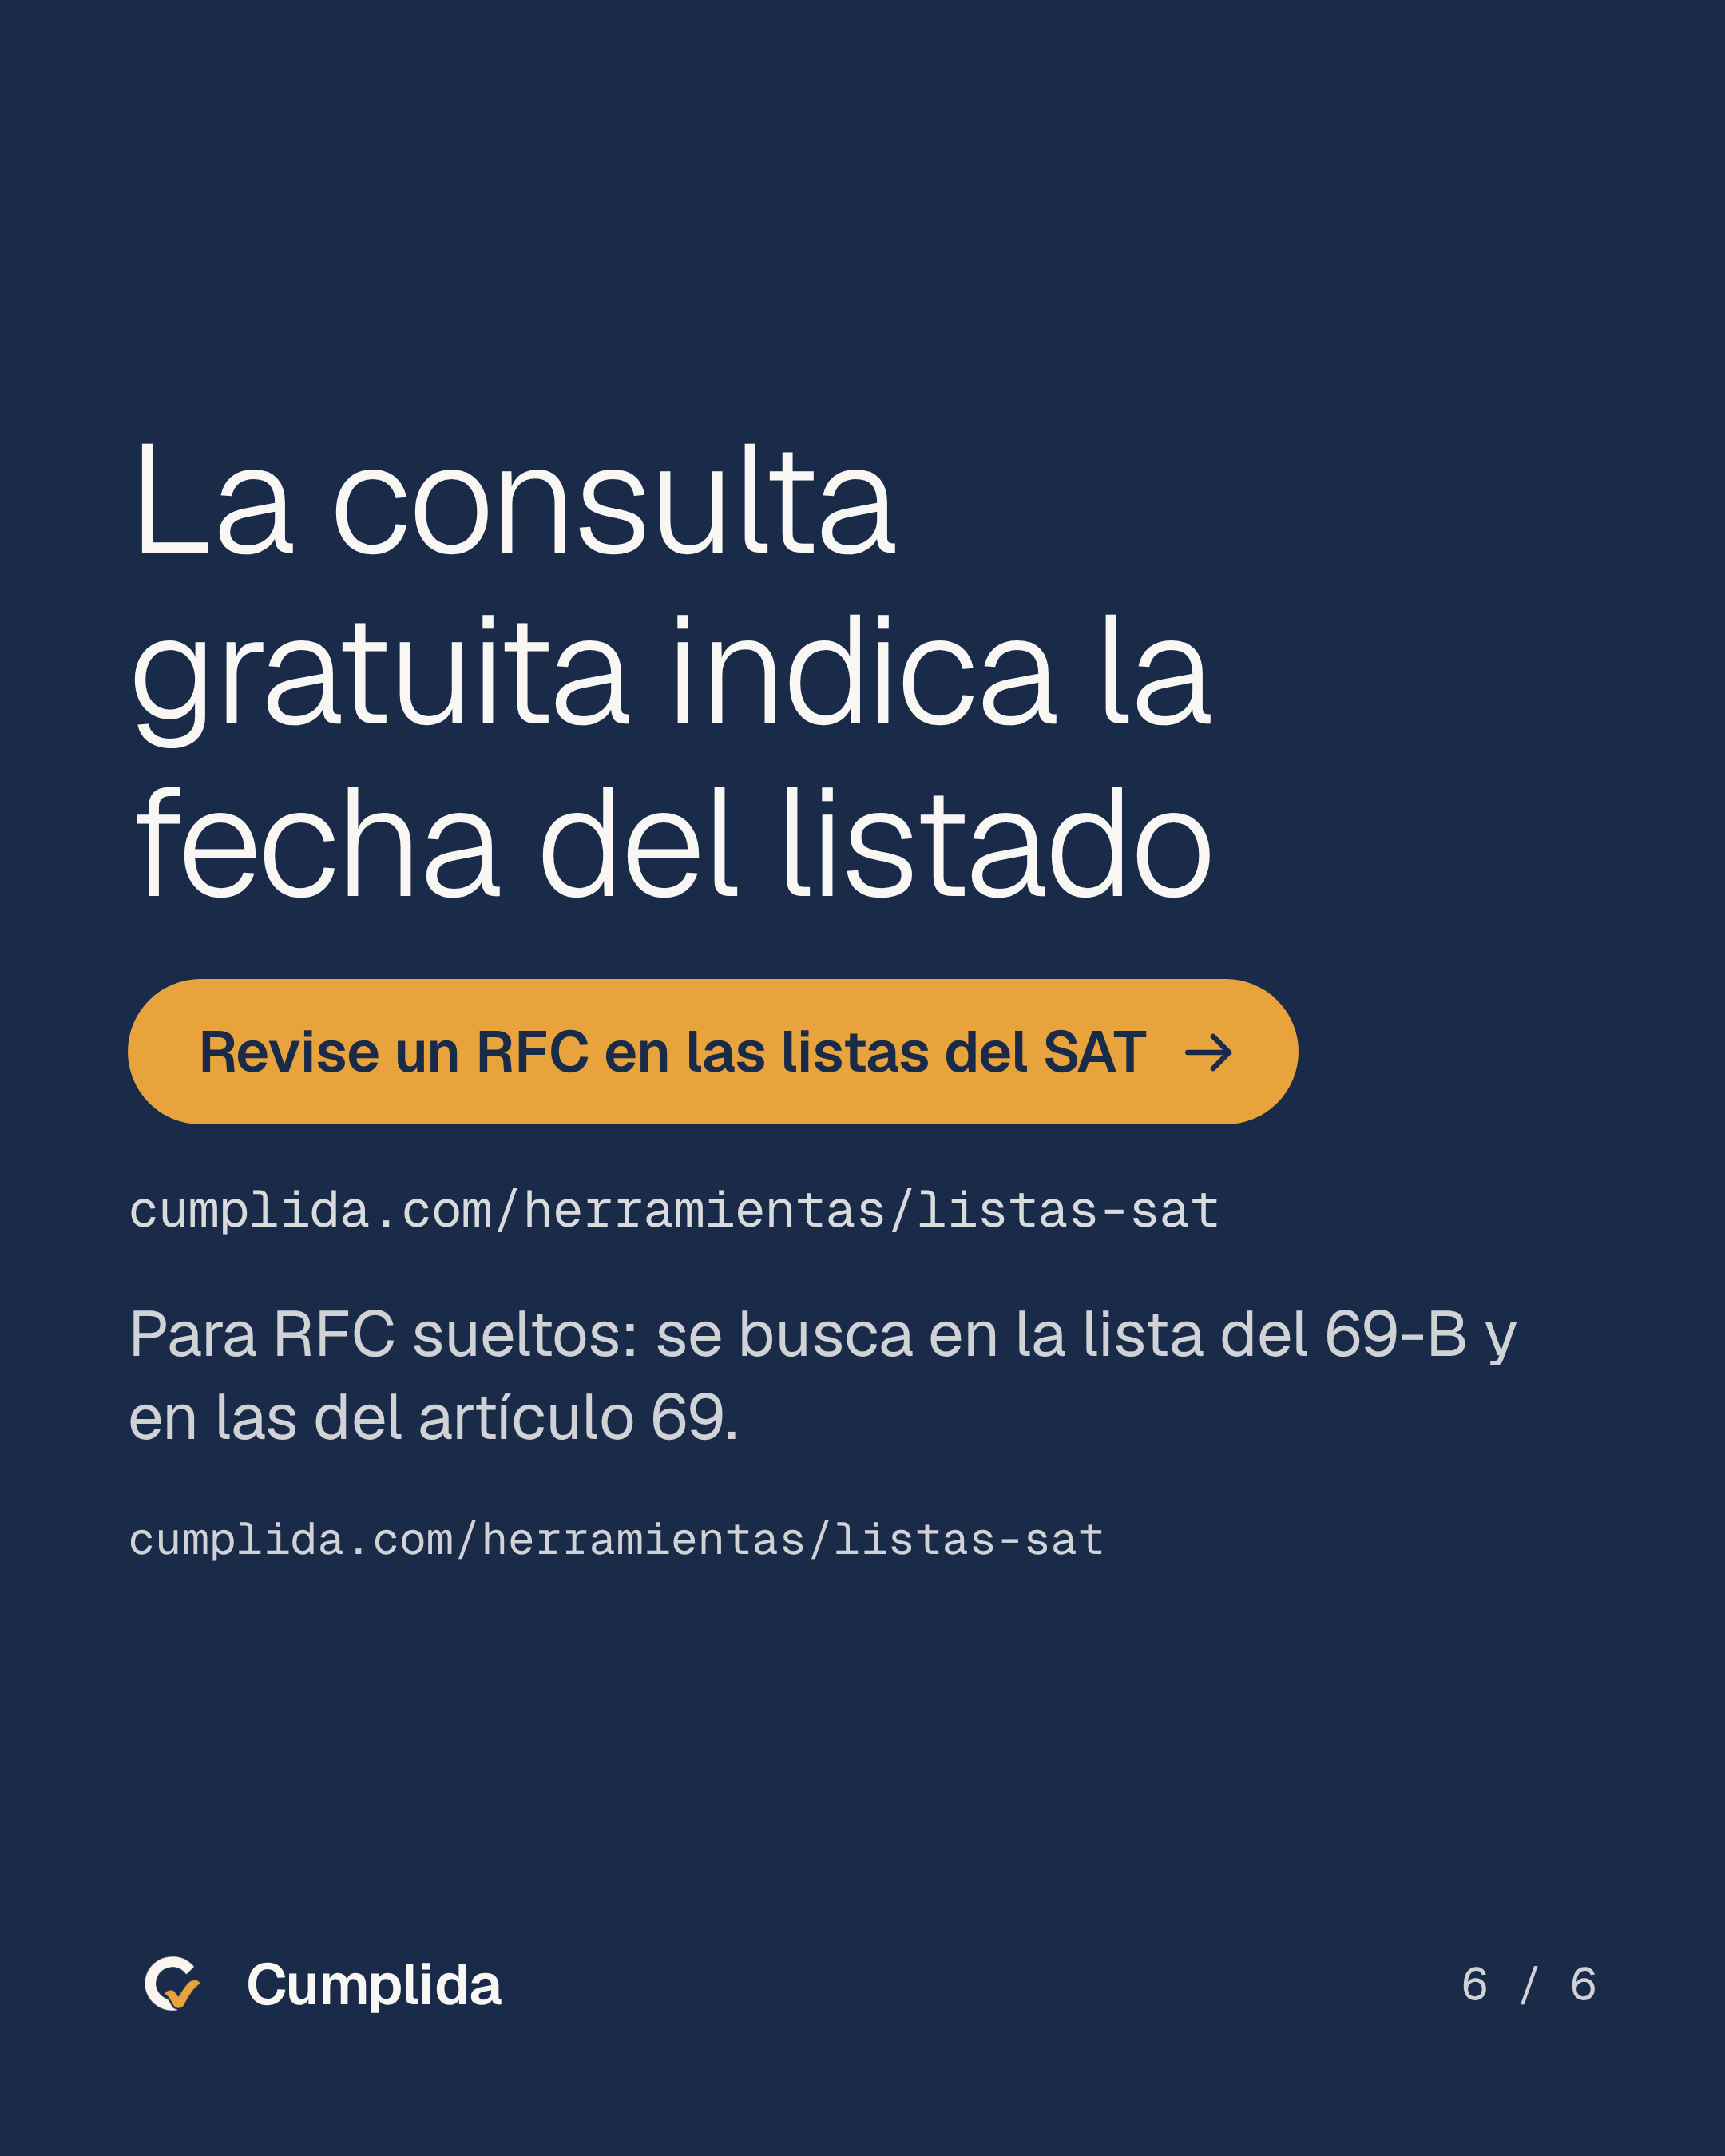 La consulta
gratuita indica la
fecha del listado
Revise un RFC en las listas del SAT →
cumplida.com/herramientas/listas-sat
Para RFC sueltos: se busca en la lista del 69-B y
en las del artículo 69.
cumplida.com/herramientas/listas-sat
Cumplida
6 / 6